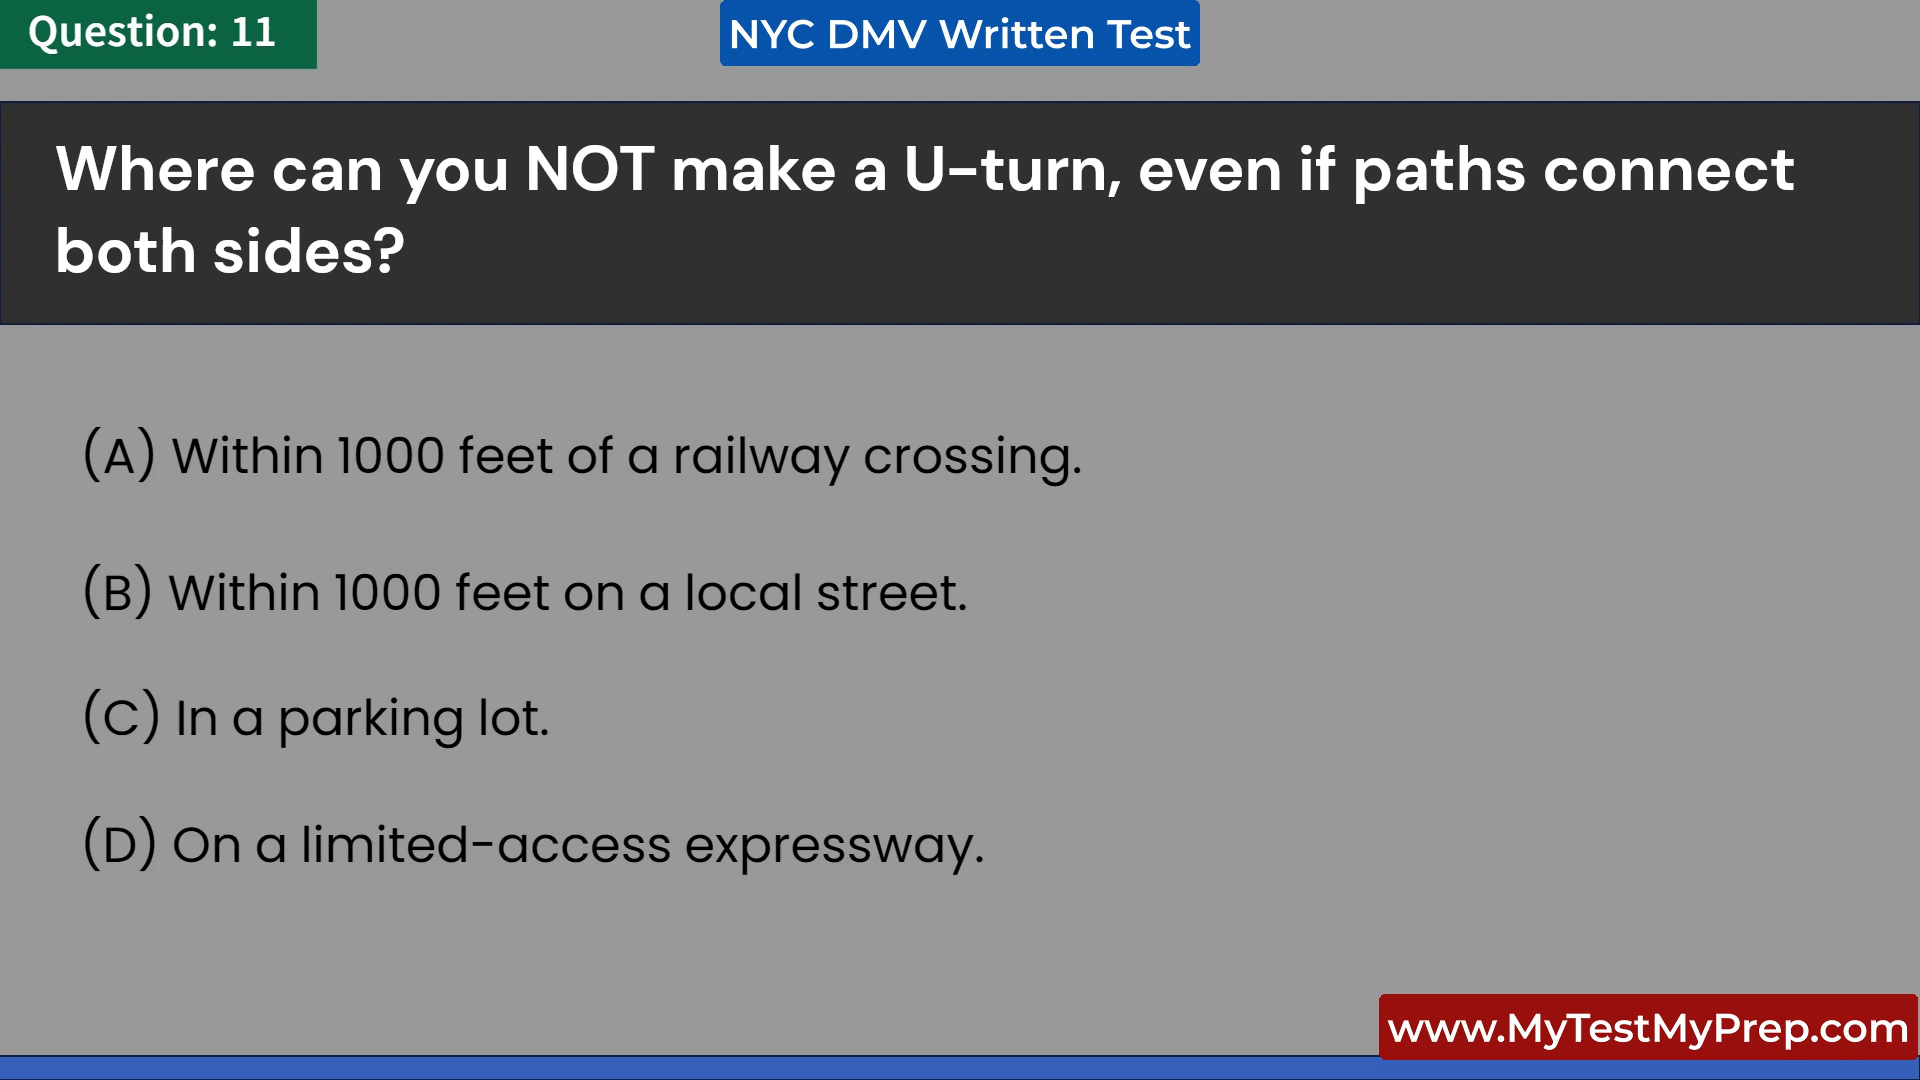 Question: 11
NYC DMV Written Test
Where can you NOT make a U-turn, even if paths connect
both sides?
(A) Within 1000 feet of a railway crossing.
(B) Within 1000 feet on a local street.
(C) In a parking lot.
(D) On a limited-access expressway.
www.MyTestMyPrep.com